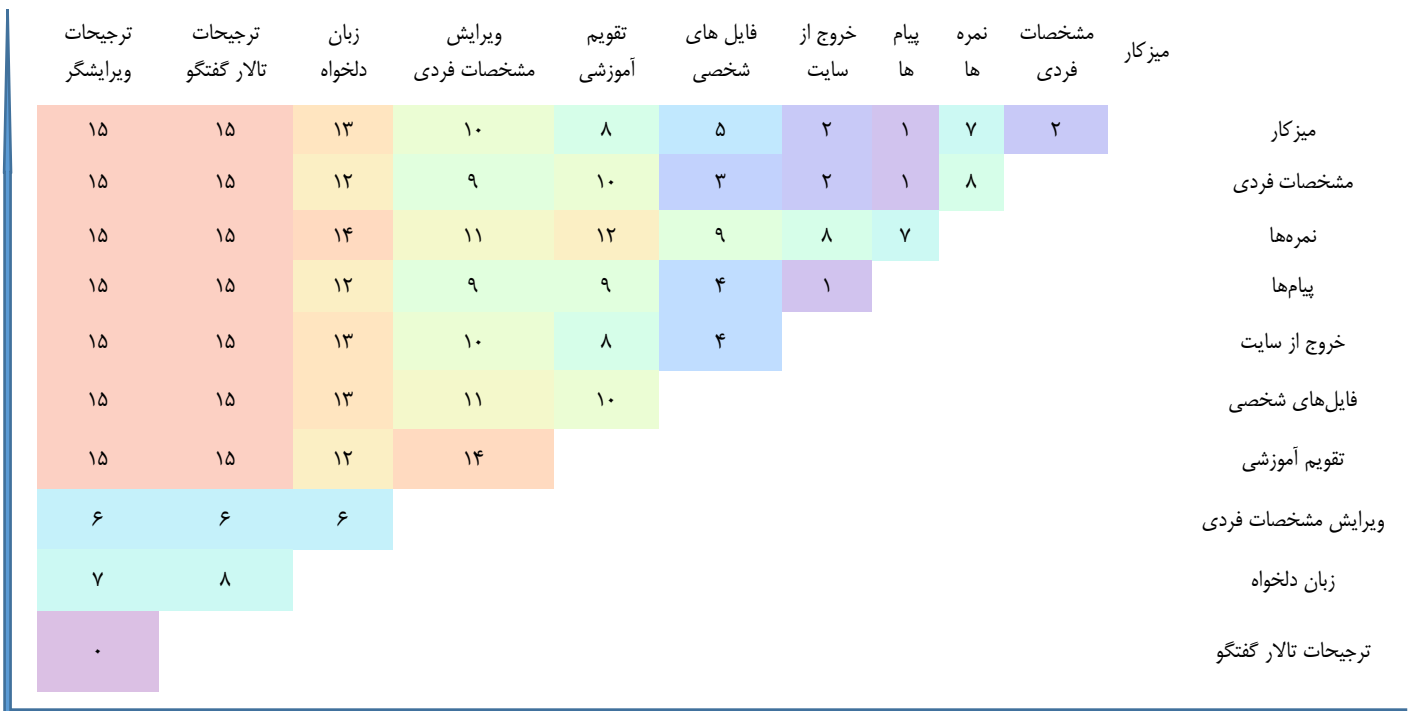 میزکار مشخصات فردی نمره ها پیام ها خروج از سایت فایل های شخصی تقویم آموزشی ویرایش مشخصات فردی زبان دلخواه ترجیحات تالار گفتگو ترجیحات ویرایشگر
میزکار ۲ ۷ ۱ ۲ ۵ ۸ ۱۰ ۱۳ ۱۵ ۱۵
مشخصات فردی ۸ ۱ ۲ ۳ ۱۰ ۹ ۱۲ ۱۵ ۱۵
نمره‌ها ۷ ۸ ۹ ۱۲ ۱۱ ۱۴ ۱۵ ۱۵
پیام‌ها ۱ ۴ ۹ ۹ ۱۲ ۱۵ ۱۵
خروج از سایت ۴ ۸ ۱۰ ۱۳ ۱۵ ۱۵
فایل‌های شخصی ۱۰ ۱۱ ۱۳ ۱۵ ۱۵
تقویم آموزشی ۱۴ ۱۲ ۱۵ ۱۵
ویرایش مشخصات فردی ۶ ۶ ۶
زبان دلخواه ۸ ۷
ترجیحات تالار گفتگو ۰